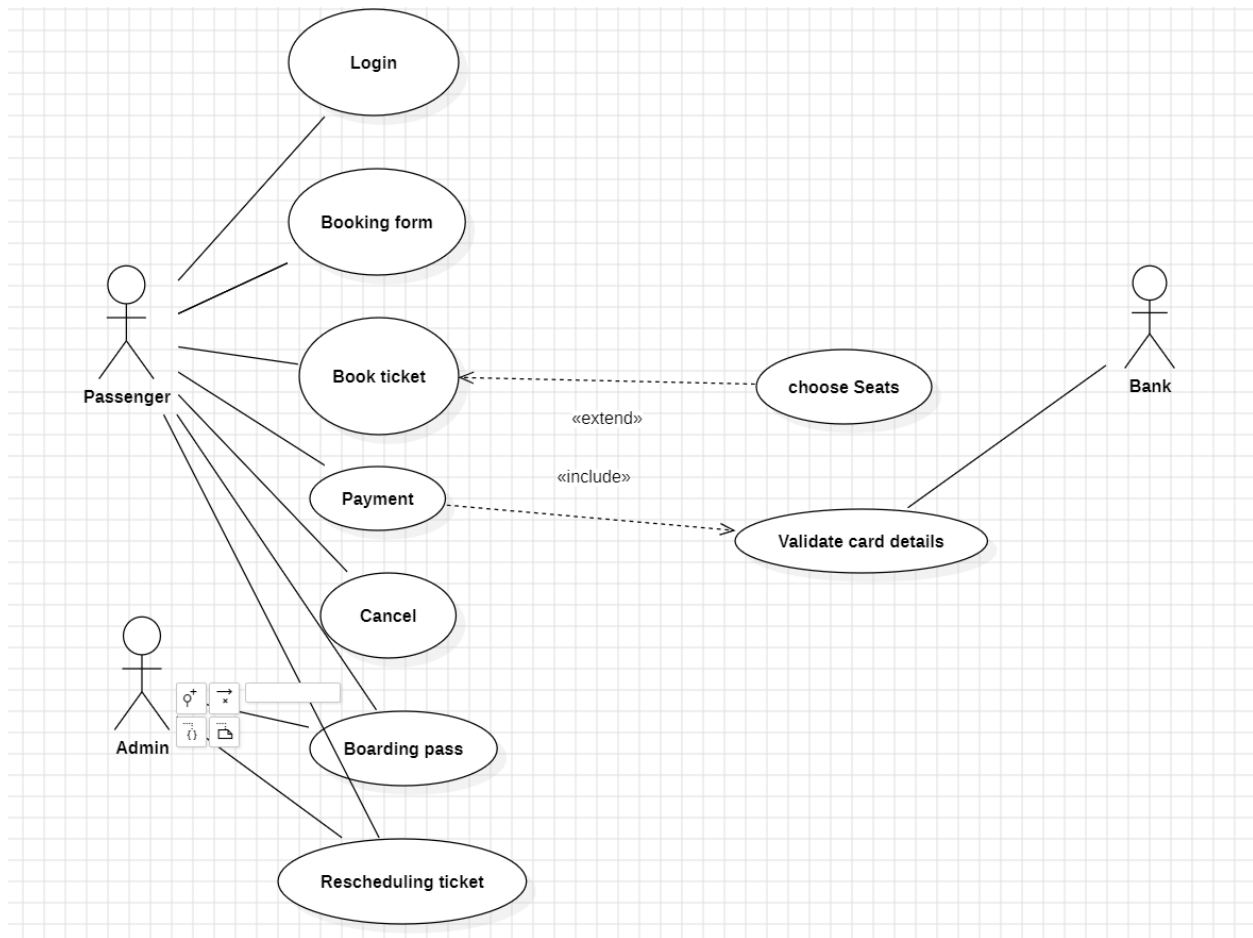 Login
Booking form
Passenger
Book ticket
choose Seats
Bank
«extend»
«include»
Payment
Validate card details
Cancel
Admin
Boarding pass
Rescheduling ticket